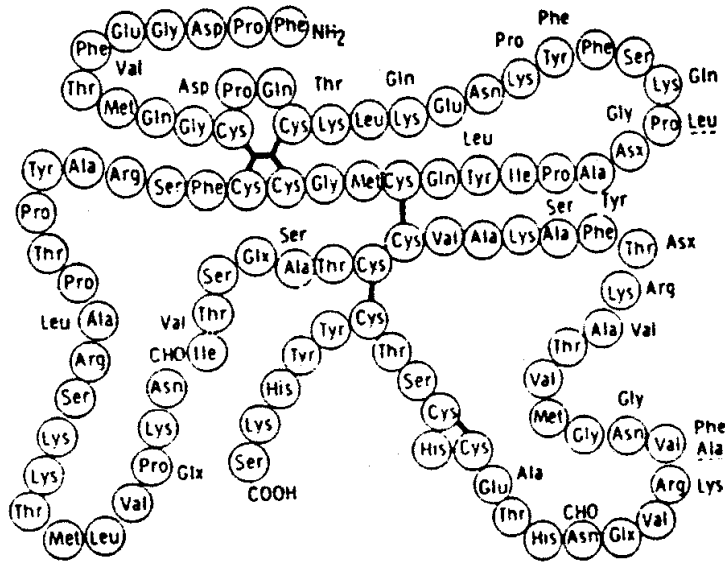 Phe
Phe Glu Gly Asp Pro Phe NH2
Pro Tyr Phe Ser
Val Asp Pro Gln Thr Gln Lys Lys Gln
Thr Met Gln Gly Cys Cys Lys Leu Lys Glu Asn Gly Pro Leu
Leu Asx
Tyr Ala Arg Ser Phe Cys Cys Gly Met Cys Gln Tyr Ile Pro Ala
Pro Ser Tyr
Thr Ser Cys Val Ala Lys Ala Phe Thr Asx
Pro Ser Glx Ala Thr Cys
Leu Ala Val Thr Tyr Cys Lys Arg
Arg CHO Ile Tyr Thr Thr Ala Val
Ser Asn His Ser Val
Lys Lys Lys Cys Met Gly Phe
Lys Pro Glx Ser His Cys Gly Asn Val Ala
Thr Val COOH Glu Ala Arg Lys
Met Leu Thr CHO
His Asn Glx Val